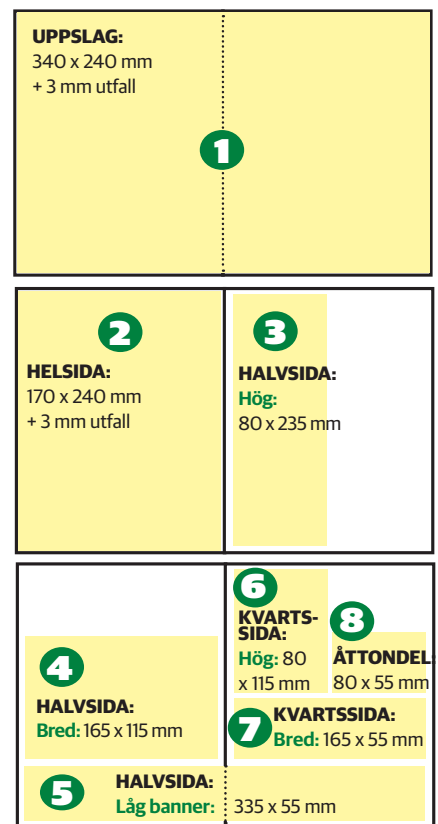 UPPSLAG:
340 x 240 mm
+ 3 mm utfall
1
2
HELSIDA:
170 x 240 mm
+ 3 mm utfall
3
HALVSIDA:
Hög:
80 x 235 mm
4
HALVSIDA:
Bred: 165 x 115 mm
6
KVARTS-
SIDA:
Hög: 80
x 115 mm
8
ÅTTONDEL:
80 x 55 mm
7
KVARTSSIDA:
Bred: 165 x 55 mm
5
HALVSIDA:
Låg banner: 335 x 55 mm